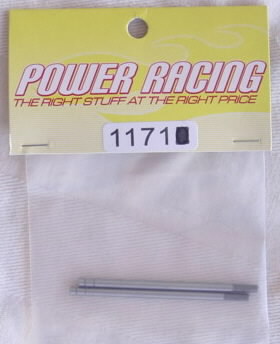 POWER RACING
THE RIGHT STUFF AT THE RIGHT PRICE
1171